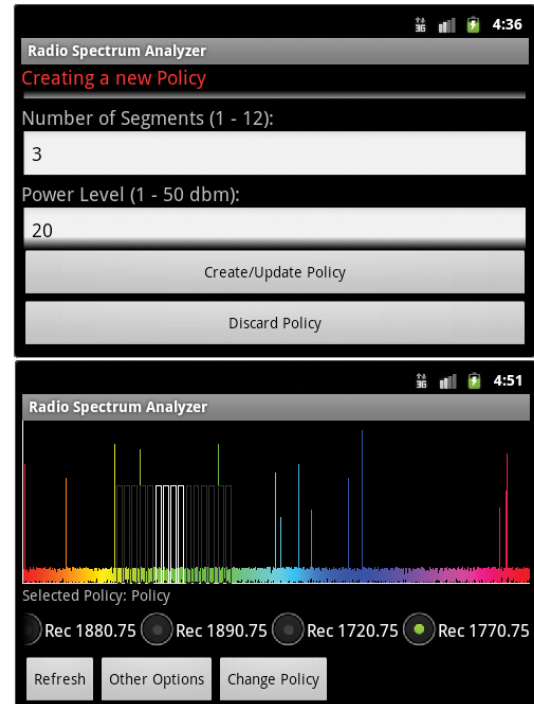 3G 4:36
Radio Spectrum Analyzer
Creating a new Policy
Number of Segments (1 - 12):
3
Power Level (1 - 50 dbm):
20
Create/Update Policy
Discard Policy
3G 4:51
Radio Spectrum Analyzer
Selected Policy: Policy
Rec 1880.75 Rec 1890.75 Rec 1720.75 Rec 1770.75
Refresh Other Options Change Policy